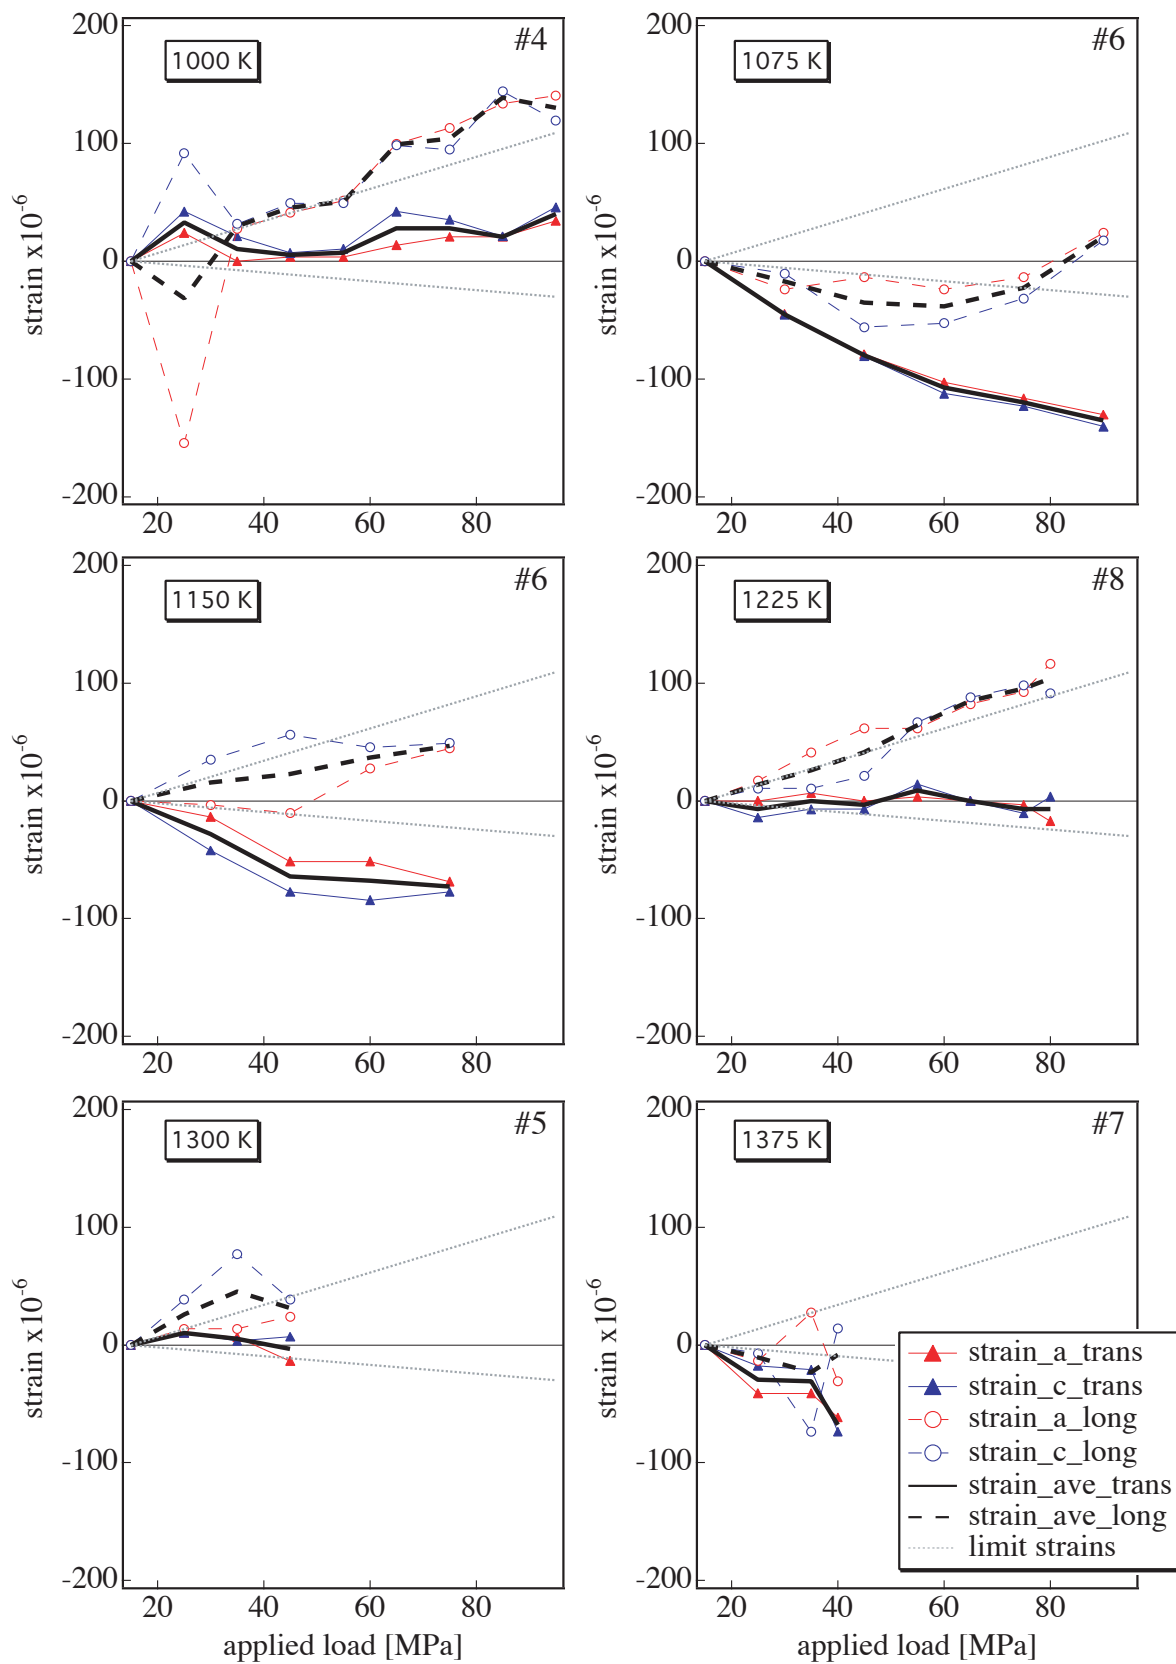 #4
1000 K
200
100
0
-100
-200
strain x10-6
20 40 60 80
#6
1075 K
200
100
0
-100
-200
strain x10-6
20 40 60 80
#6
1150 K
200
100
0
-100
-200
strain x10-6
20 40 60 80
#8
1225 K
200
100
0
-100
-200
strain x10-6
20 40 60 80
#5
1300 K
200
100
0
-100
-200
strain x10-6
20 40 60 80
applied load [MPa]
#7
1375 K
200
100
0
-100
-200
strain x10-6
20 40 60 80
applied load [MPa]
strain_a_trans
strain_c_trans
strain_a_long
strain_c_long
strain_ave_trans
strain_ave_long
limit strains